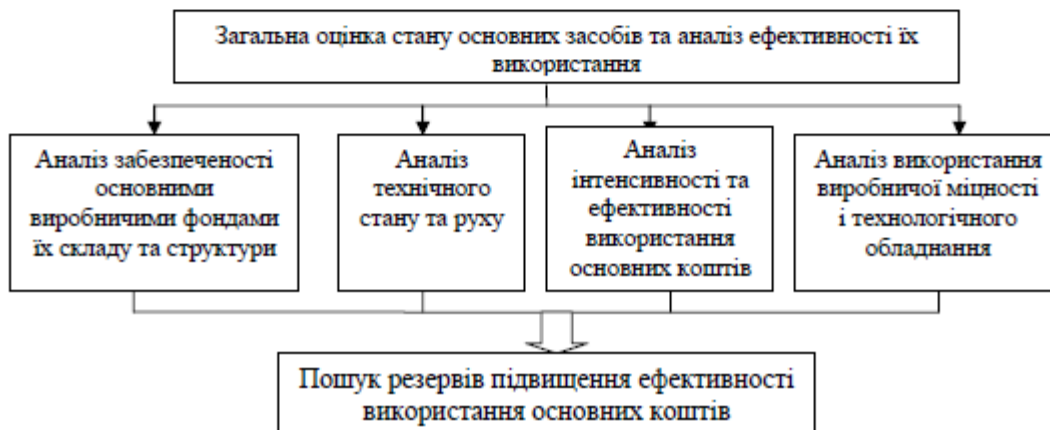 Загальна оцінка стану основних засобів та аналіз ефективності їх
використання
Аналіз забезпеченості
основними
виробничими фондами
їх складу та структури
Аналіз
технічного
стану та руху
Аналіз
інтенсивності та
ефективності
використання
основних коштів
Аналіз використання
виробничої міцності
і технологічного
обладнання
Пошук резервів підвищення ефективності
використання основних коштів